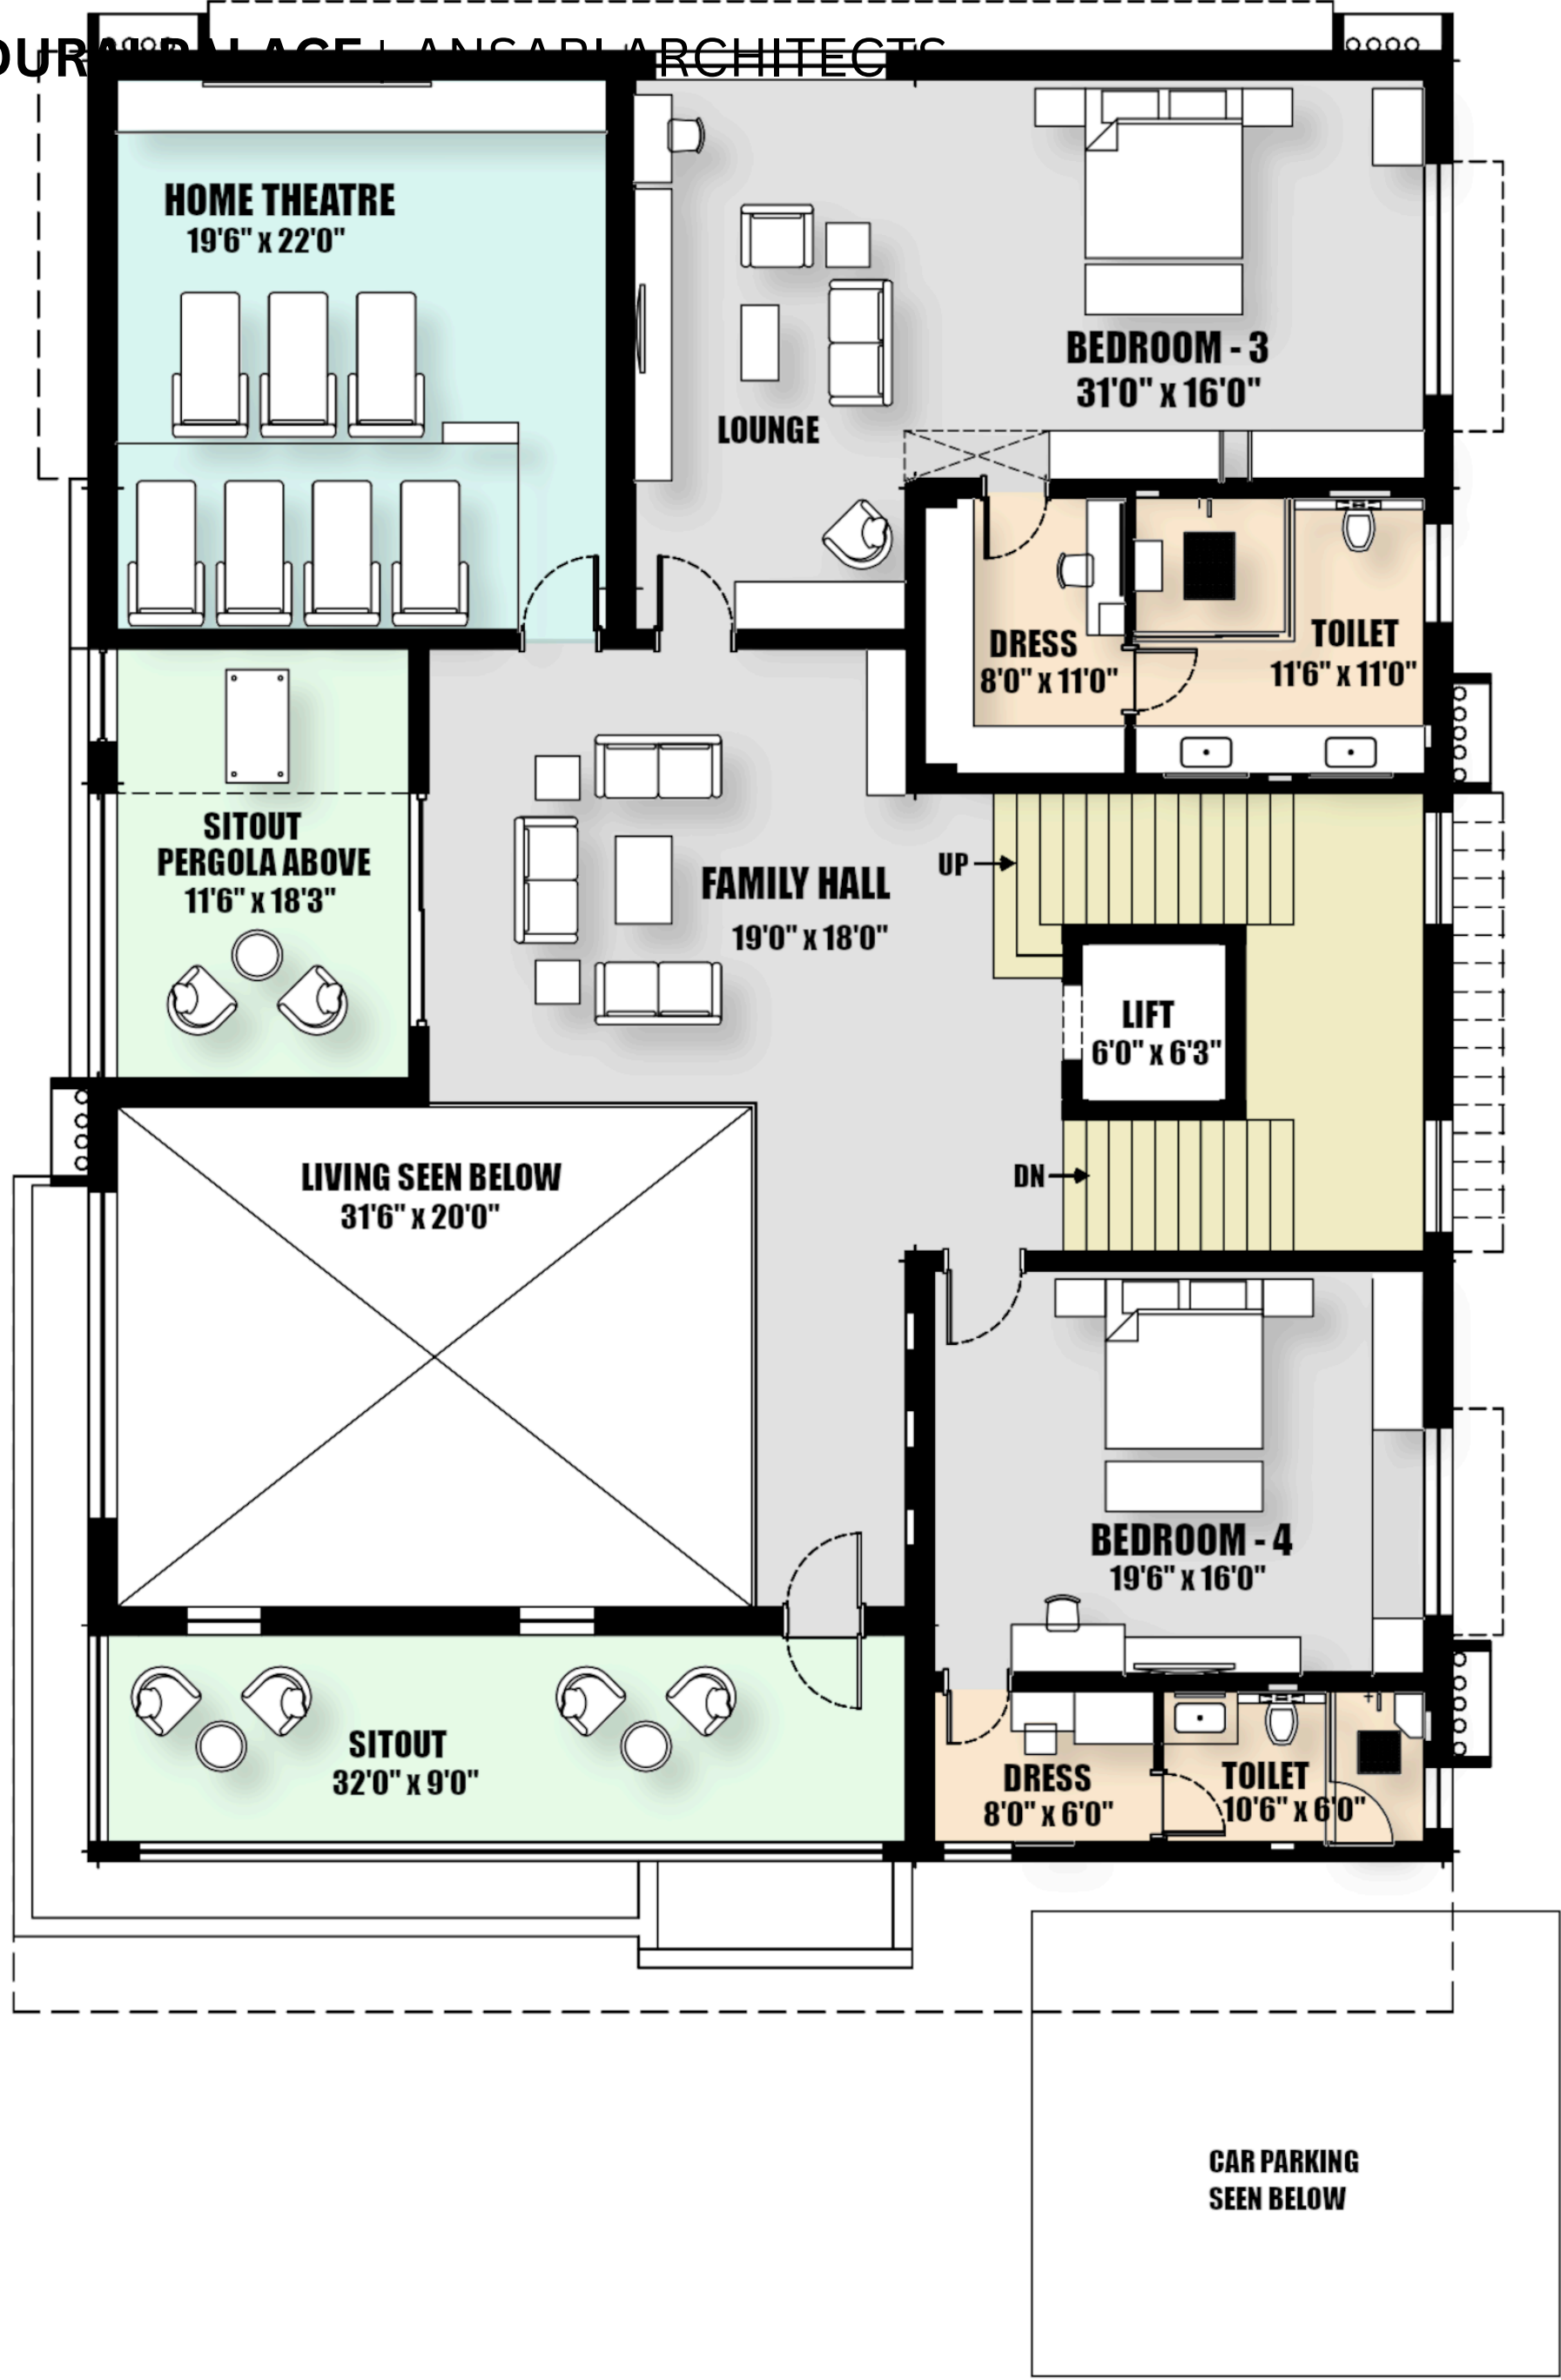 PALACE | ANSARI ARCHITECTS
HOME THEATRE
19'6" x 22'0"
BEDROOM - 3
31'0" x 16'0"
LOUNGE
DRESS
8'0" x 11'0"
TOILET
11'6" x 11'0"
SITOUT
PERGOLA ABOVE
11'6" x 18'3"
UP
FAMILY HALL
19'0" x 18'0"
LIFT
6'0" x 6'3"
LIVING SEEN BELOW
31'6" x 20'0"
DN
BEDROOM - 4
19'6" x 16'0"
SITOUT
32'0" x 9'0"
DRESS
8'0" x 6'0"
TOILET
10'6" x 6'0"
CAR PARKING
SEEN BELOW